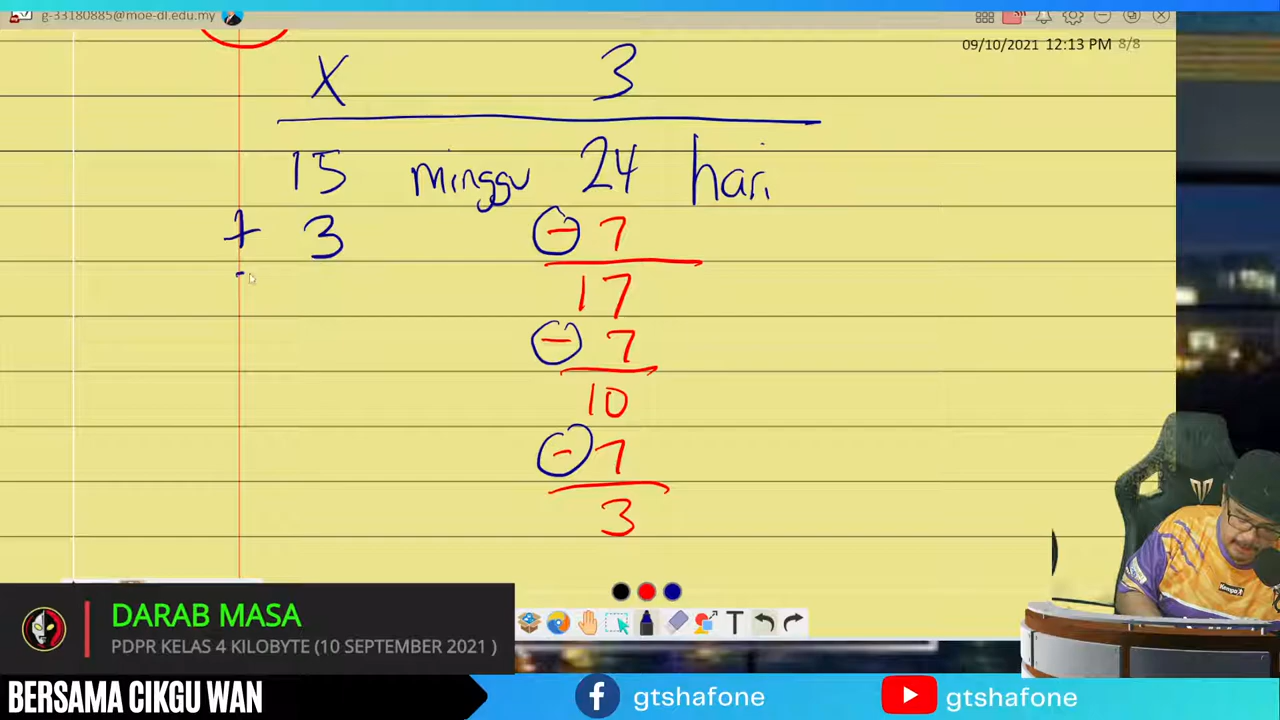 g-33180885@moe-dl.edu.my
09/10/2021 12:13 PM 8/8
X 3
15 minggu 24 hari
+ 3 - 7
17
- 7
10
- 7
3
DARAB MASA
PDPR KELAS 4 KILOBYTE (10 SEPTEMBER 2021 )
BERSAMA CIKGU WAN
gtshafone
gtshafone